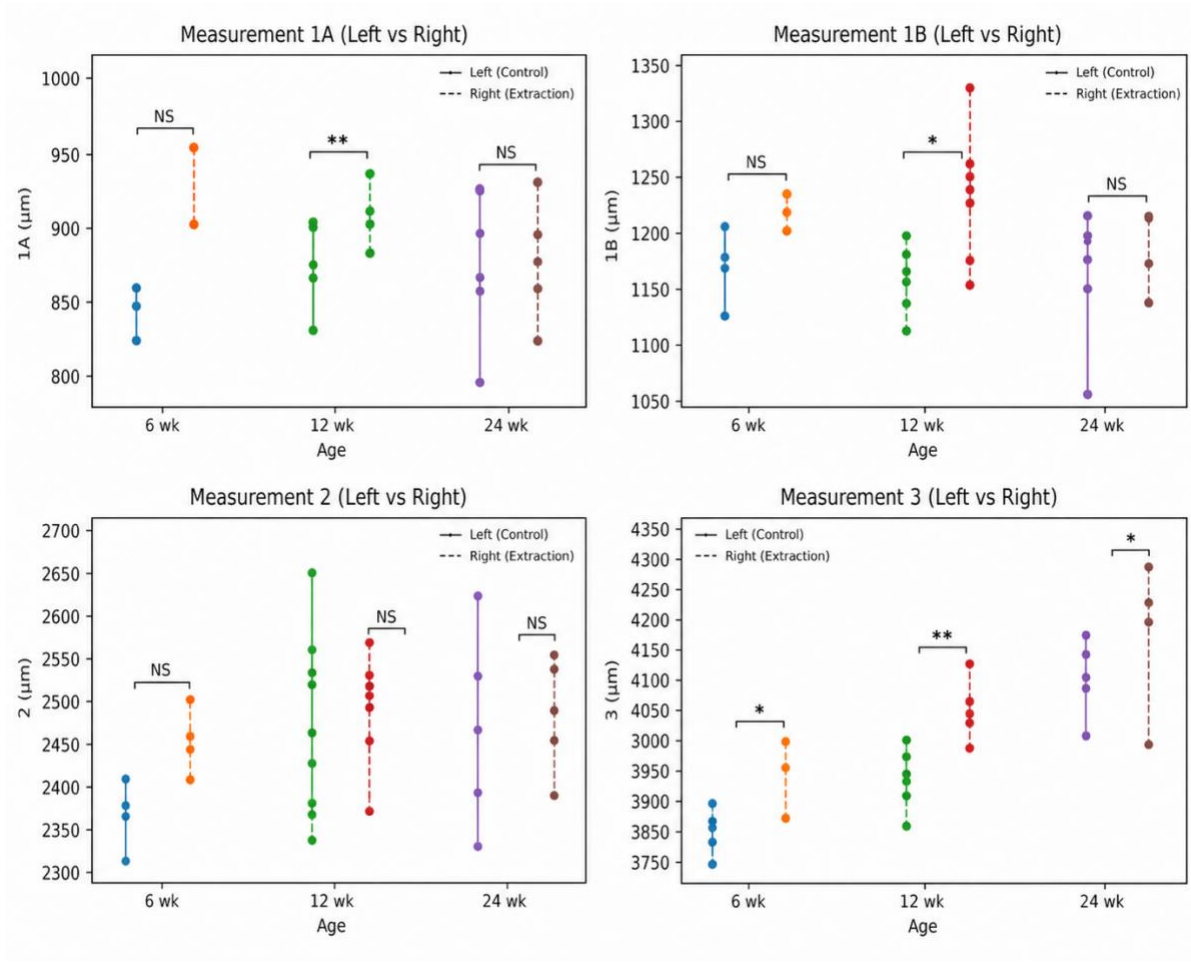 Measurement 1A (Left vs Right)
1000
950
900
850
800
1A (μm)
Left (Control)
Right (Extraction)
NS
**
NS
6 wk
12 wk
24 wk
Age
Measurement 1B (Left vs Right)
1350
1300
1250
1200
1150
1100
1050
1B (μm)
Left (Control)
Right (Extraction)
NS
*
NS
6 wk
12 wk
24 wk
Age
Measurement 2 (Left vs Right)
2700
2650
2600
2550
2500
2450
2400
2350
2300
2 (μm)
Left (Control)
Right (Extraction)
NS
NS
NS
6 wk
12 wk
24 wk
Age
Measurement 3 (Left vs Right)
4350
4300
4250
4200
4150
4100
4050
3000
3950
3900
3850
3750
3 (μm)
Left (Control)
Right (Extraction)
*
**
*
6 wk
12 wk
24 wk
Age